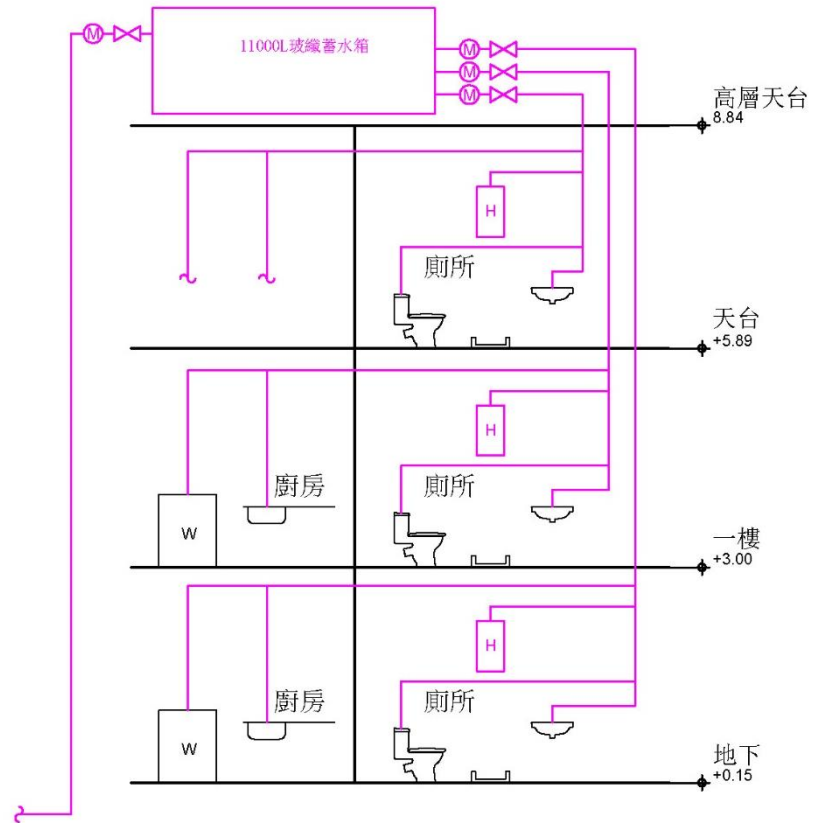 M
11000L玻纖蓄水箱
M
M
M
高層天台
8.84
H
廁所
天台
+5.89
H
廚房
廁所
W
一樓
+3.00
H
廚房
廁所
W
地下
+0.15